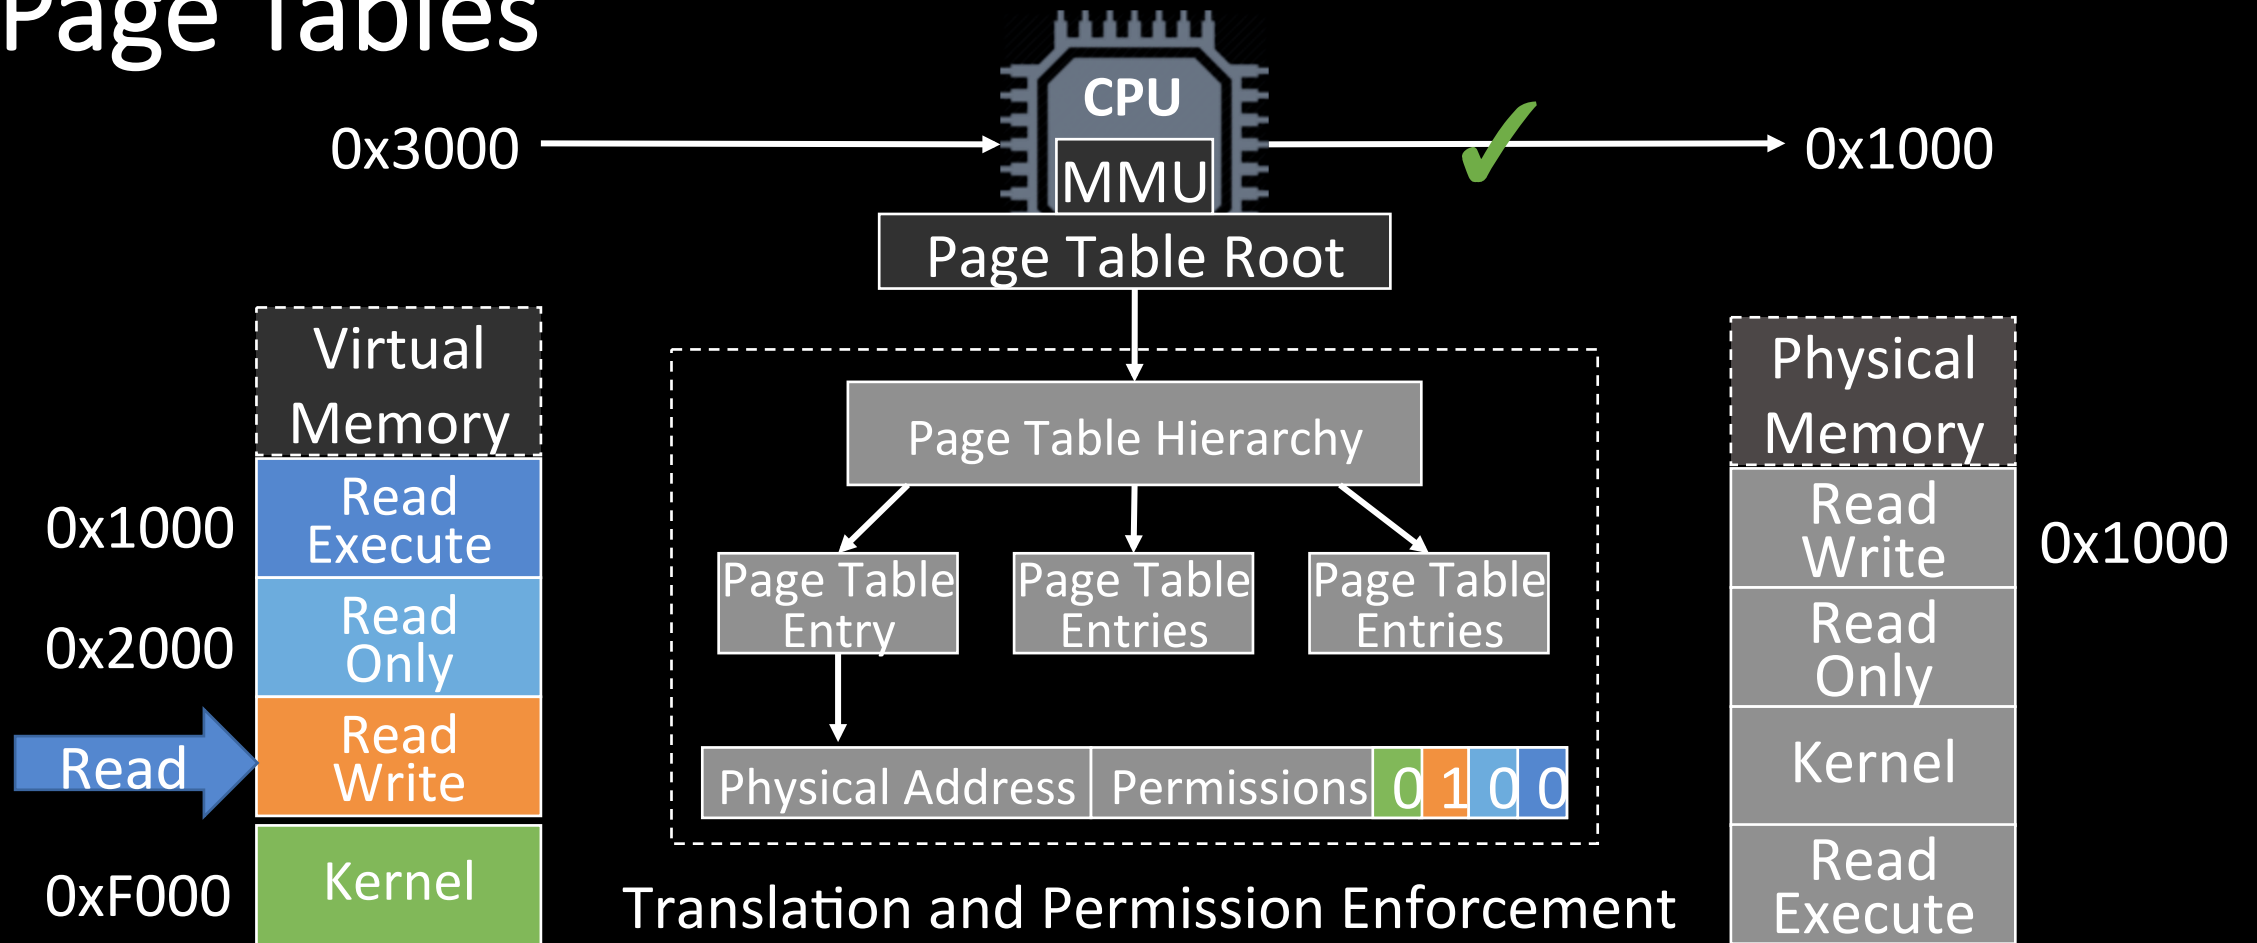 Page Tables
CPU
0x3000
0x1000
MMU
Page Table Root
Virtual
Memory
0x1000
Read
Execute
0x2000
Read
Only
Read
Read
Write
0xF000
Kernel
Page Table Hierarchy
Page Table
Entry
Page Table
Entries
Page Table
Entries
Physical Address
Permissions
0
1
0
0
Translation and Permission Enforcement
Physical
Memory
Read
Write
0x1000
Read
Only
Kernel
Read
Execute